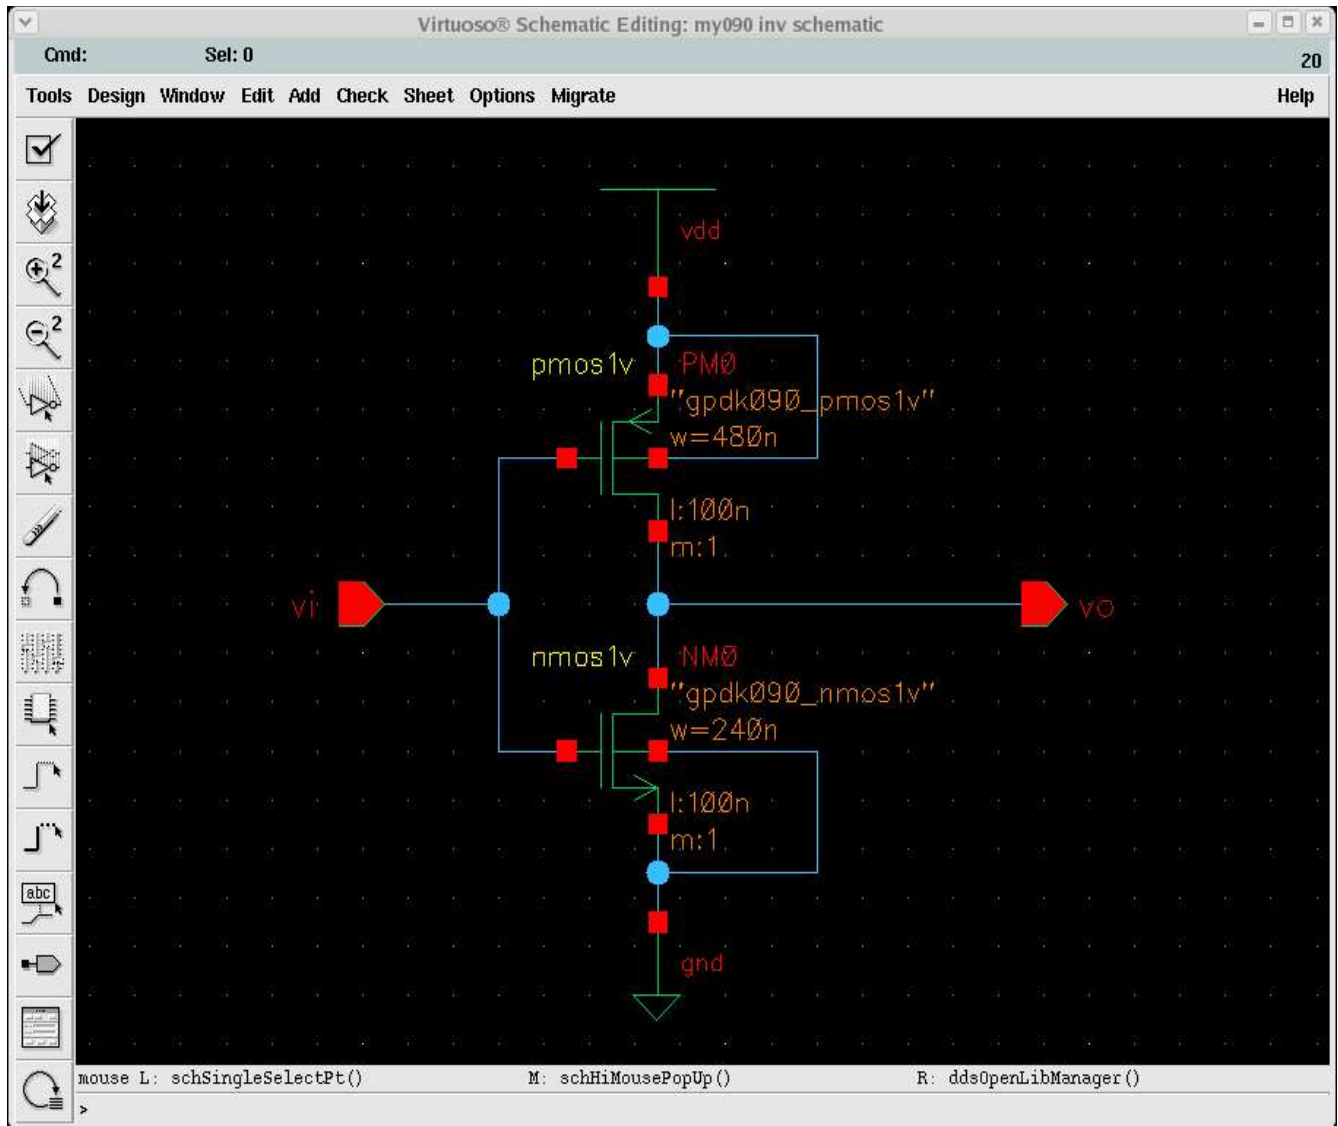 Virtuoso® Schematic Editing: my090 inv schematic
Cmd: Sel: 0 20
Tools Design Window Edit Add Check Sheet Options Migrate Help
2
2
abc
vdd
pmos1v PM0
"gpdk090_pmos1v"
w=480n
l:100n
m:1
vi vo
nmos1v NM0
"gpdk090_nmos1v"
w=240n
l:100n
m:1
gnd
mouse L: schSingleSelectPt() M: schHiMousePopUp() R: ddsOpenLibManager()
>